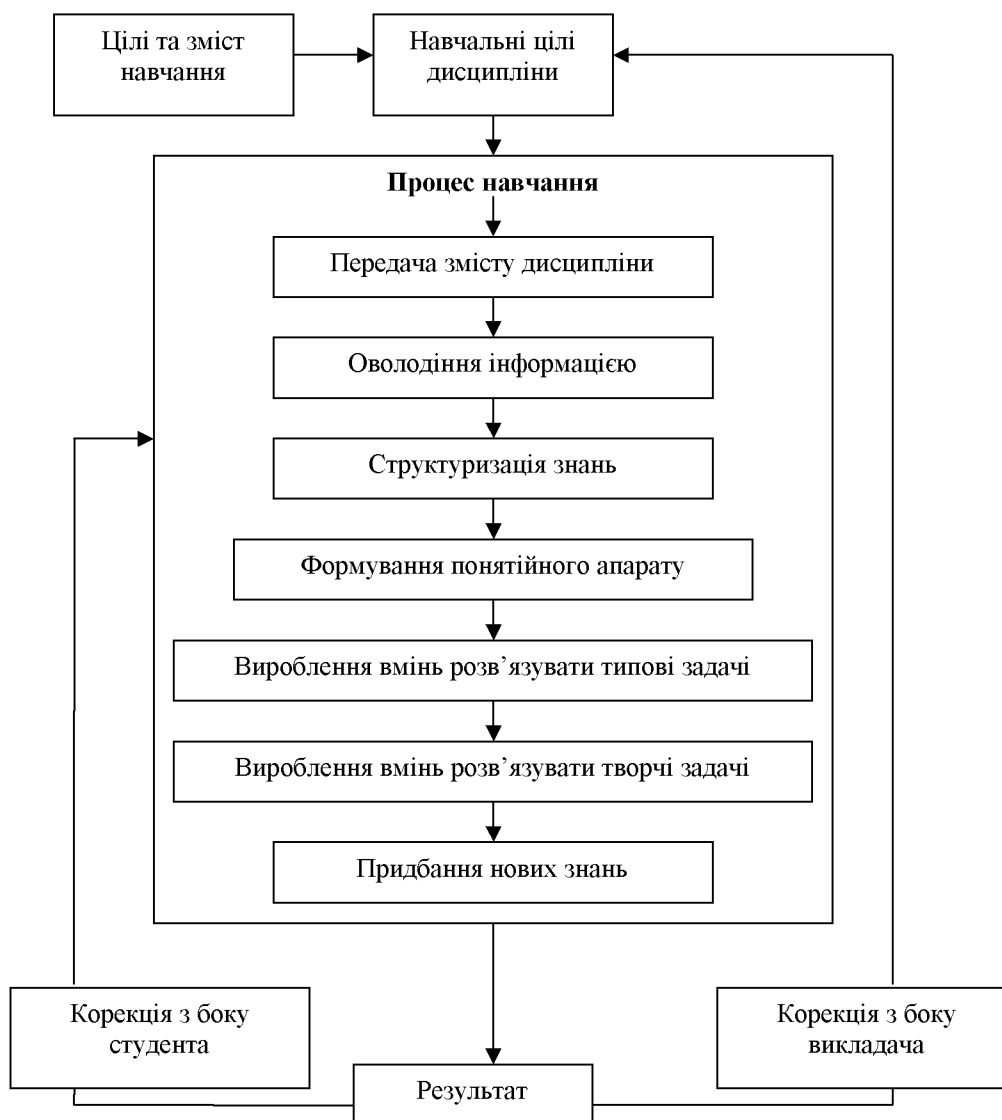 Цілі та зміст
навчання
Навчальні цілі
дисципліни
Процес навчання
Передача змісту дисципліни
Оволодіння інформацією
Структуризація знань
Формування понятійного апарату
Вироблення вмінь розв’язувати типові задачі
Вироблення вмінь розв’язувати творчі задачі
Придбання нових знань
Корекція з боку
студента
Корекція з боку
викладача
Результат